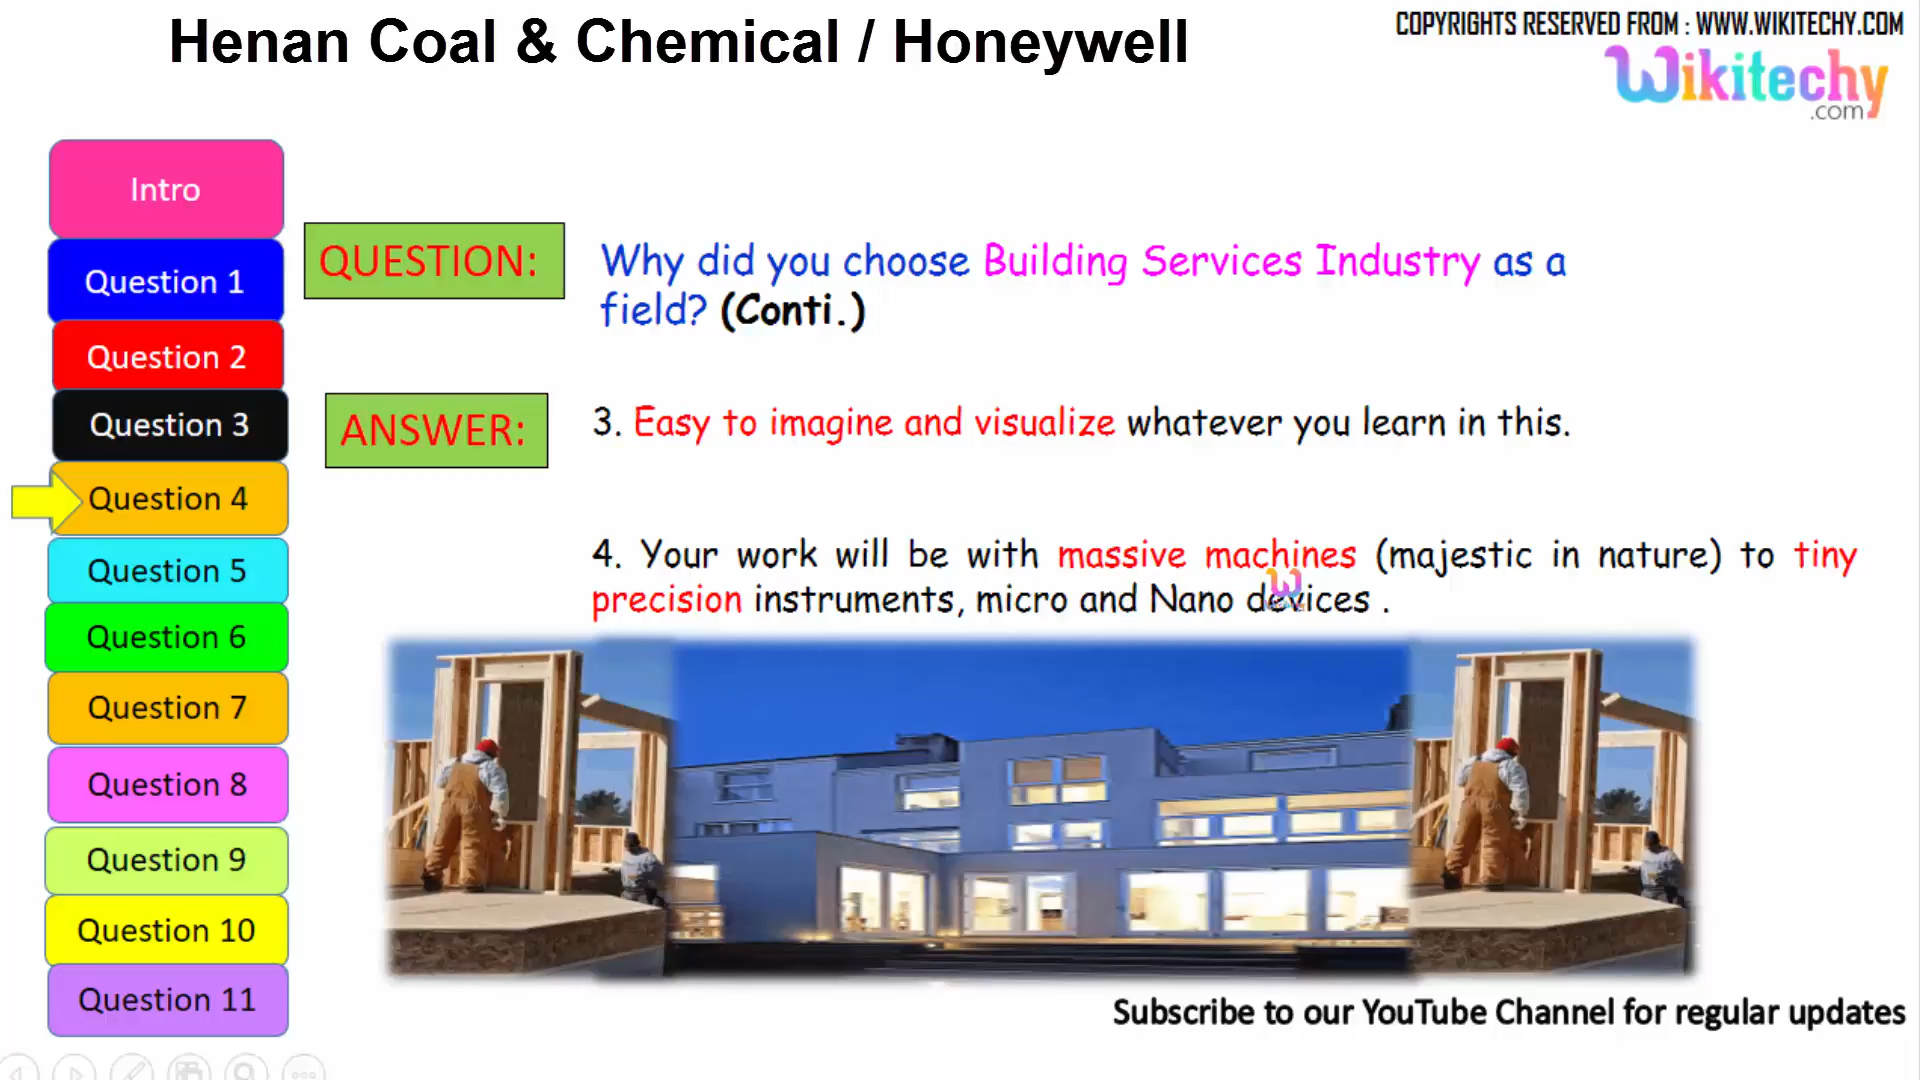 Henan Coal & Chemical / Honeywell
COPYRIGHTS RESERVED FROM : WWW.WIKITECHY.COM
Wikitechy
.com
Intro
Question 1
Question 2
Question 3
Question 4
Question 5
Question 6
Question 7
Question 8
Question 9
Question 10
Question 11
QUESTION:
Why did you choose Building Services Industry as a
field? (Conti.)
ANSWER:
3. Easy to imagine and visualize whatever you learn in this.
4. Your work will be with massive machines (majestic in nature) to tiny
precision instruments, micro and Nano devices .
Subscribe to our YouTube Channel for regular updates